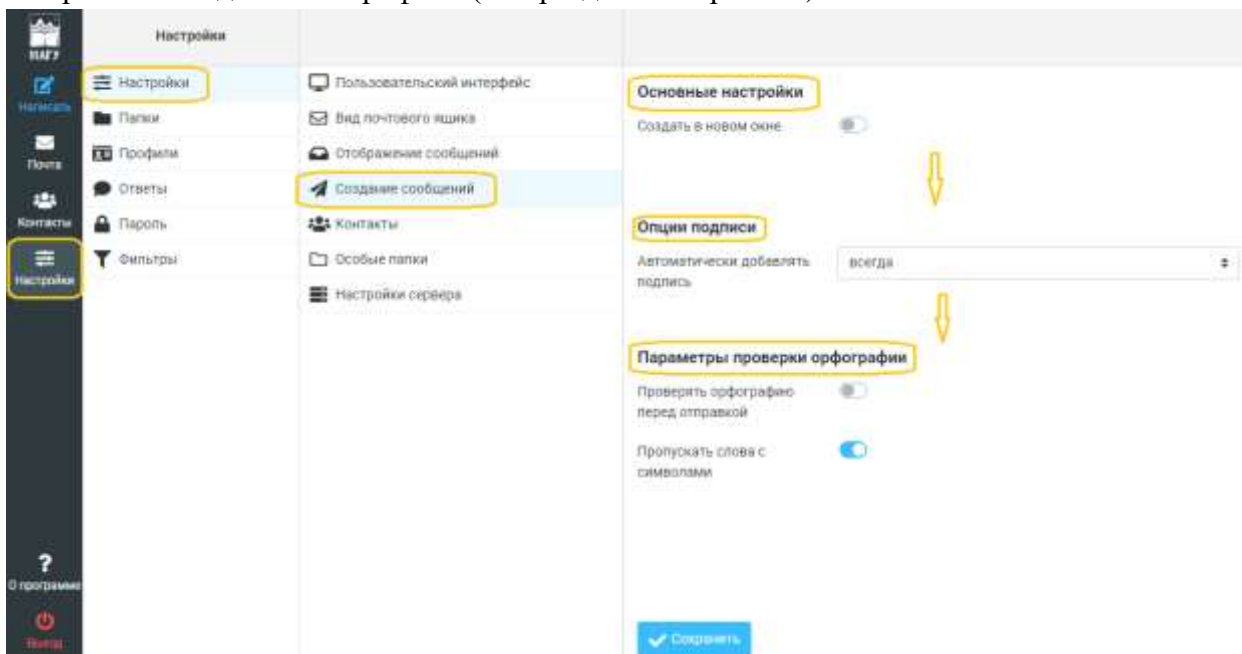 МАГУ
Написать
Почта
Контакты
Настройки
О программе
Выход
Настройки
Настройки
Папки
Профили
Ответы
Пароль
Фильтры
Пользовательский интерфейс
Вид почтового ящика
Отображение сообщений
Создание сообщений
Контакты
Особые папки
Настройки сервера
Основные настройки
Создать в новом окне
Опции подписи
Автоматически добавлять
подпись
всегда
Параметры проверки орфографии
Проверять орфографию
перед отправкой
Пропускать слова с
символами
Сохранить